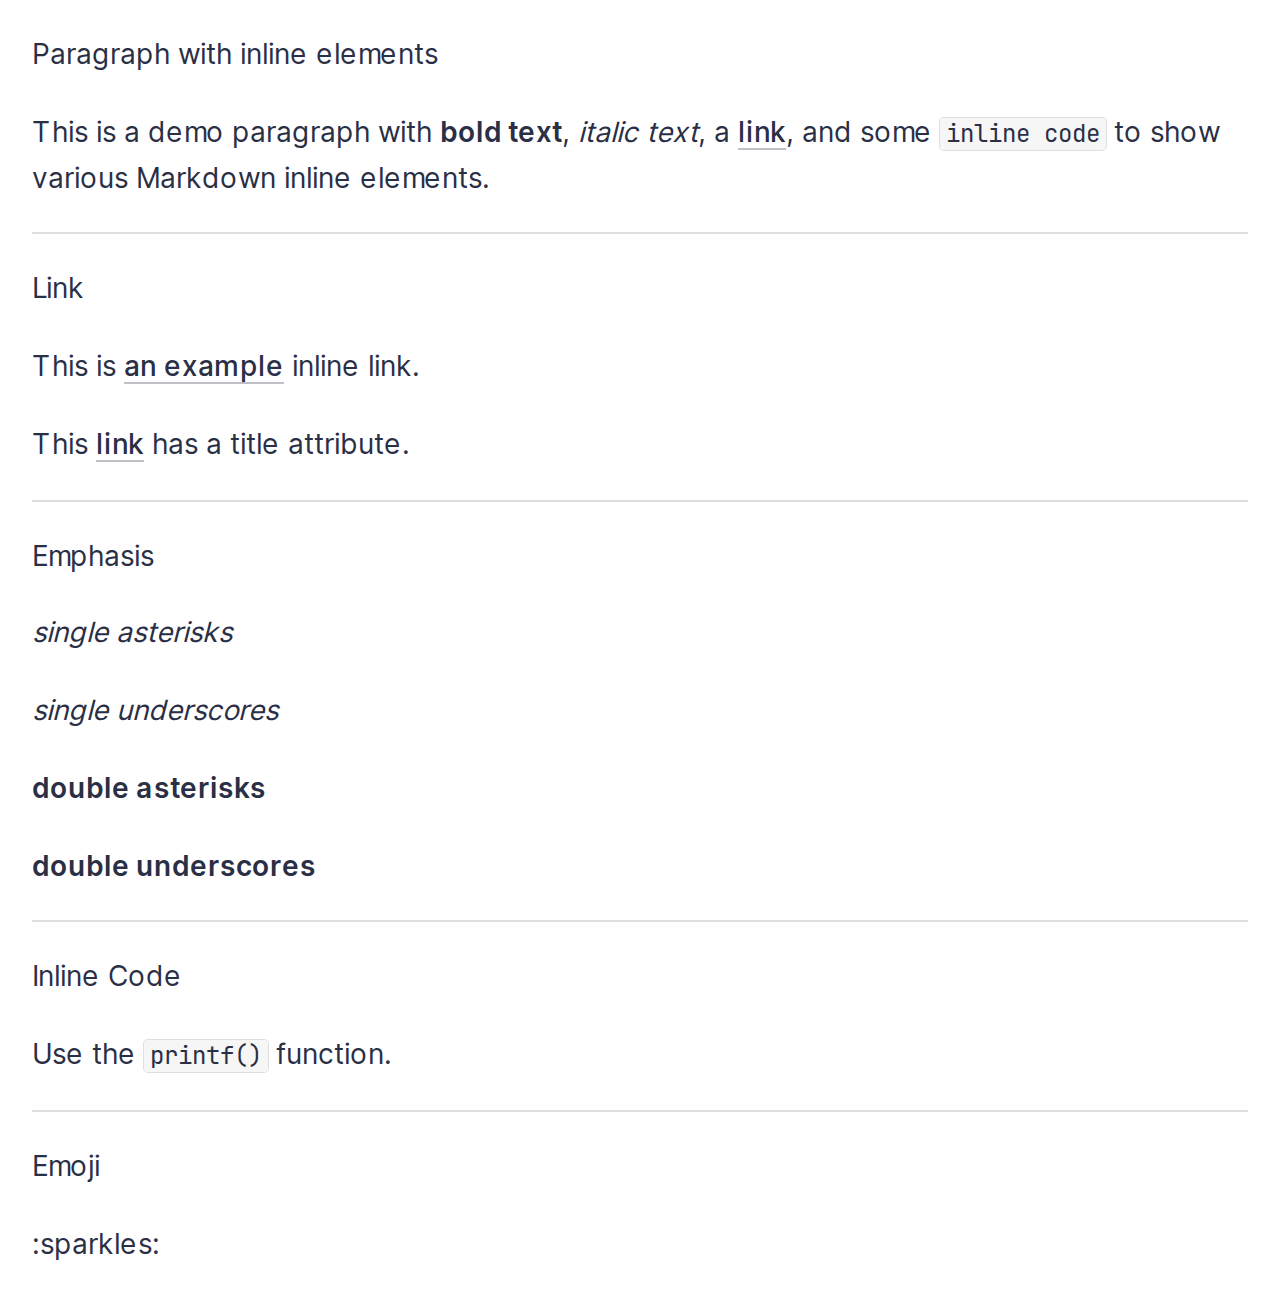 Paragraph with inline elements
This is a demo paragraph with bold text, italic text, a link, and some inline code to show
various Markdown inline elements.
Link
This is an example inline link.
This link has a title attribute.
Emphasis
single asterisks
single underscores
double asterisks
double underscores
Inline Code
Use the printf() function.
Emoji
:sparkles: